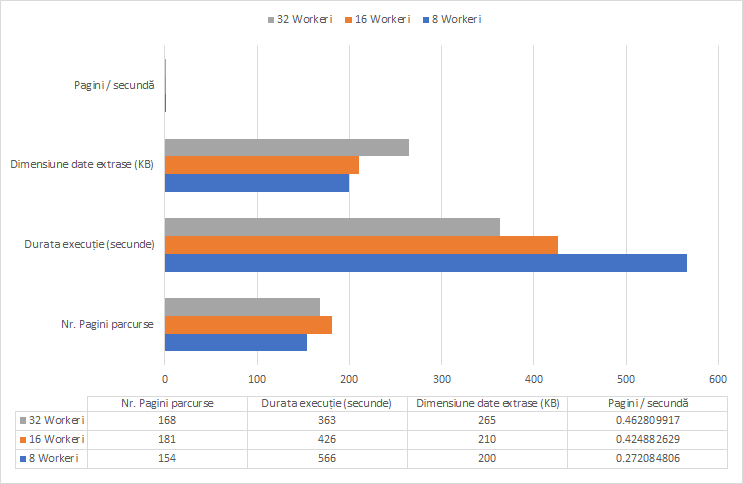 32 Workeri 16 Workeri 8 Workeri
Pagini / secundă
Dimensiune date extrase (KB)
Durata execuție (secunde)
Nr. Pagini parcurse
0 100 200 300 400 500 600
Nr. Pagini parcurse Durata execuție (secunde) Dimensiune date extrase (KB) Pagini / secundă
32 Workeri 168 363 265 0.462809917
16 Workeri 181 426 210 0.424882629
8 Workeri 154 566 200 0.272084806